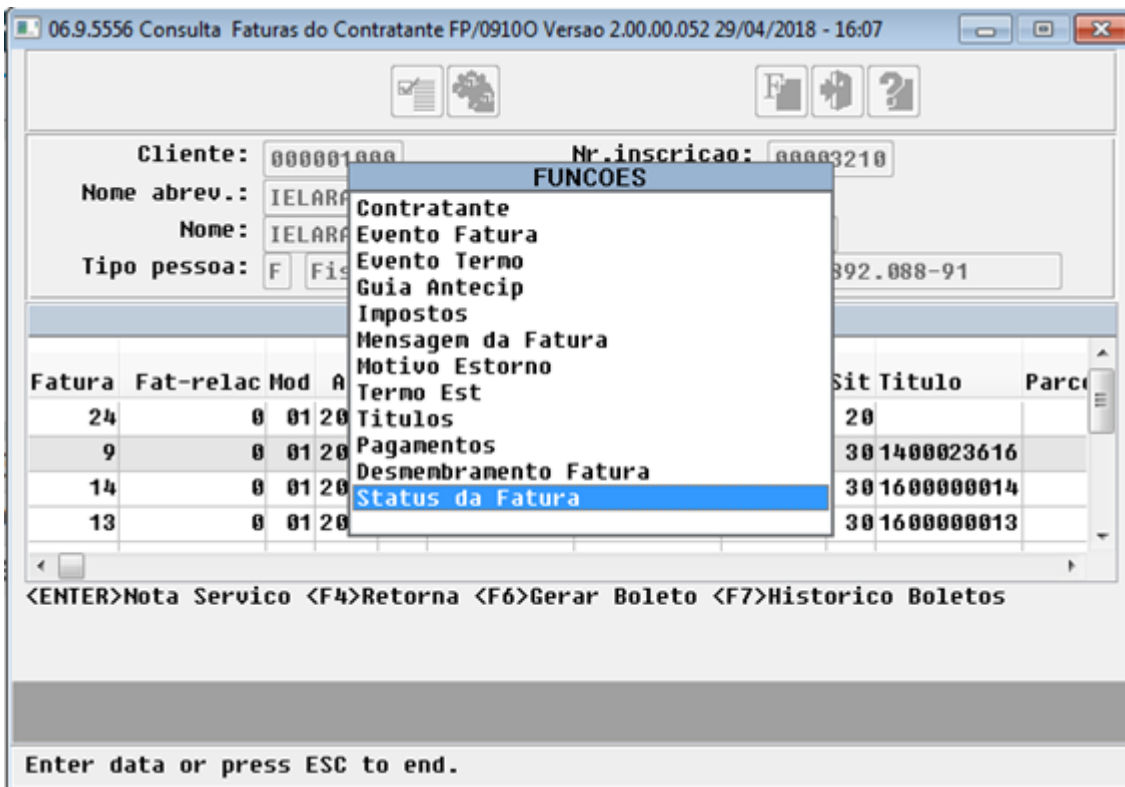 06.9.5556 Consulta Faturas do Contratante FP/0910O Versao 2.00.00.052 29/04/2018 - 16:07
Cliente: 000001000 Nr.inscricao: 00003210
Nome abrev.: IELARA
Nome: IELARA
Tipo pessoa: F Fis 892.088-91
FUNCOES
Contratante
Evento Fatura
Evento Termo
Guia Antecip
Impostos
Mensagem da Fatura
Motivo Estorno
Termo Est
Titulos
Pagamentos
Desmembramento Fatura
Status da Fatura
Fatura Fat-relac Mod A Sit Titulo Parce
24 0 01 20 20
9 0 01 20 30 1400023616
14 0 01 20 30 1600000014
13 0 01 20 30 1600000013
<ENTER>Nota Servico <F4>Retorna <F6>Gerar Boleto <F7>Historico Boletos
Enter data or press ESC to end.